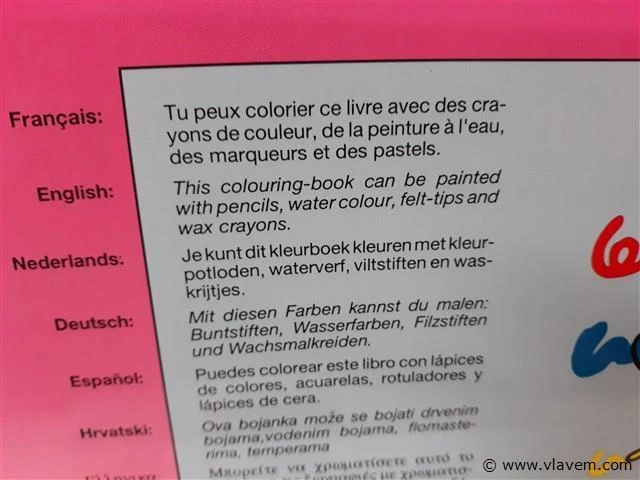 Français:
Tu peux colorier ce livre avec des cra-
yons de couleur, de la peinture à l'eau,
des marqueurs et des pastels.
English:
This colouring-book can be painted
with pencils, water colour, felt-tips and
wax crayons.
Nederlands:
Je kunt dit kleurboek kleuren met kleur-
potloden, waterverf, viltstiften en was-
krijtjes.
Deutsch:
Mit diesen Farben kannst du malen:
Buntstiften, Wasserfarben, Filzstiften
und Wachsmalkreiden.
Español:
Puedes colorear este libro con lápices
de colores, acuarelas, rotuladores y
lápices de cera.
Hrvatski:
Ova bojanka može se bojati drvenim
bojama,vodenim bojama, flomaste-
rima, temperama
Ελληνικα:
Μπορείτε να χρωματίσετε αυτό το
© www.vlavem.com